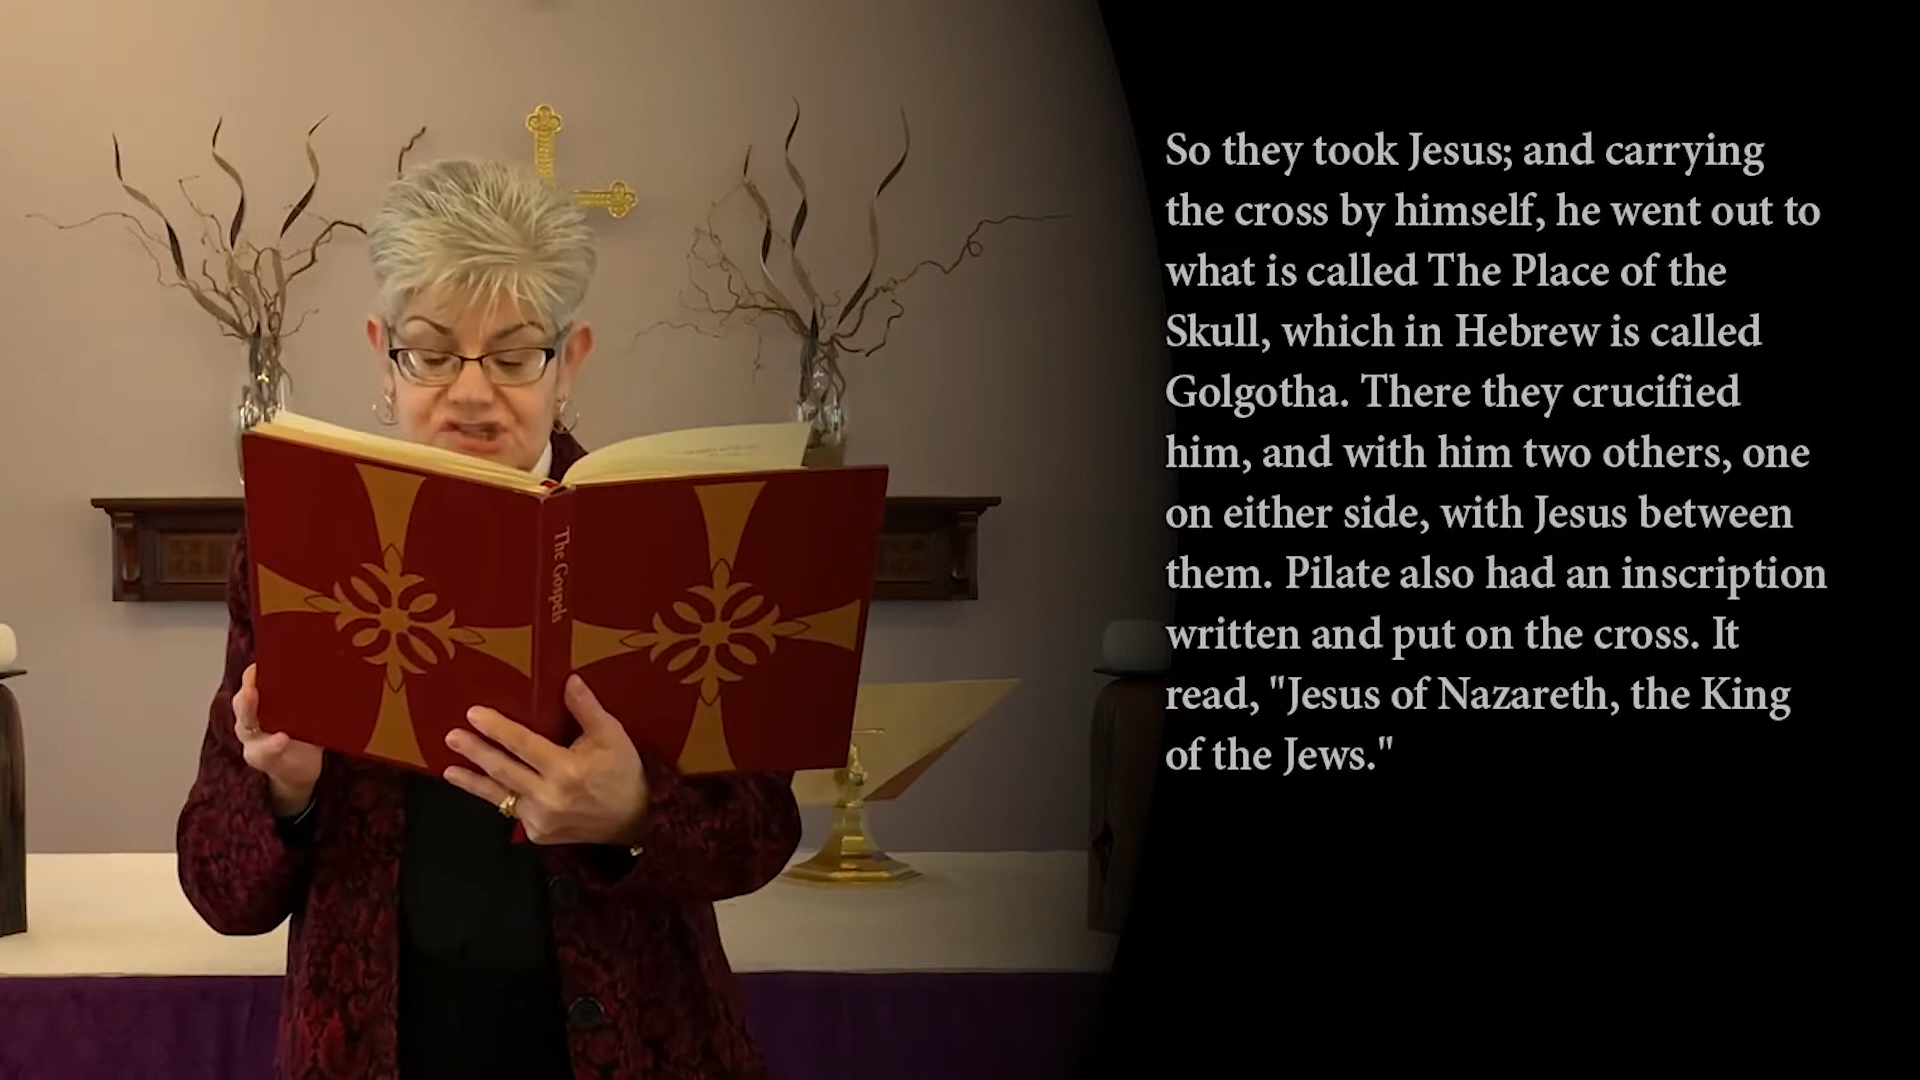 The Gospels
So they took Jesus; and carrying
the cross by himself, he went out to
what is called The Place of the
Skull, which in Hebrew is called
Golgotha. There they crucified
him, and with him two others, one
on either side, with Jesus between
them. Pilate also had an inscription
written and put on the cross. It
read, "Jesus of Nazareth, the King
of the Jews."